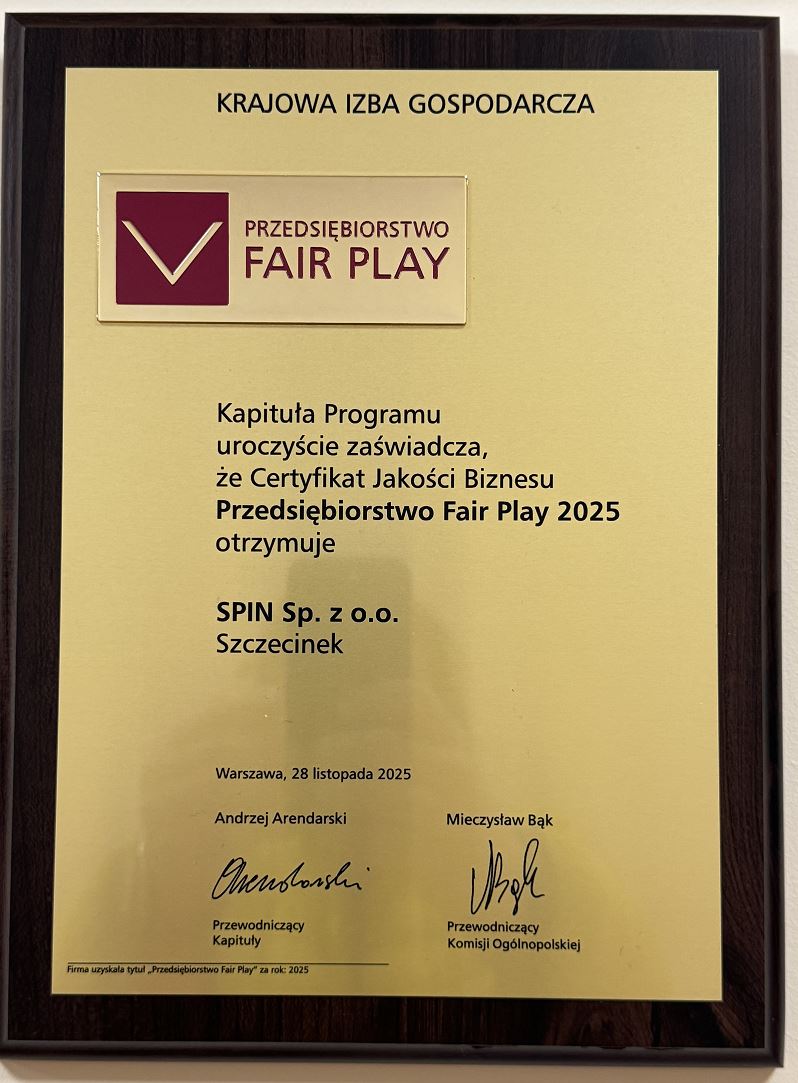 KRAJOWA IZBA GOSPODARCZA
PRZEDSIĘBIORSTWO
FAIR PLAY
Kapituła Programu
uroczyście zaświadcza,
że Certyfikat Jakości Biznesu
Przedsiębiorstwo Fair Play 2025
otrzymuje
SPIN Sp. z o.o.
Szczecinek
Warszawa, 28 listopada 2025
Andrzej Arendarski
Mieczysław Bąk
Arendarski
MBąk
Przewodniczący
Kapituły
Przewodniczący
Komisji Ogólnopolskiej
Firma uzyskała tytuł „Przedsiębiorstwo Fair Play” za rok: 2025